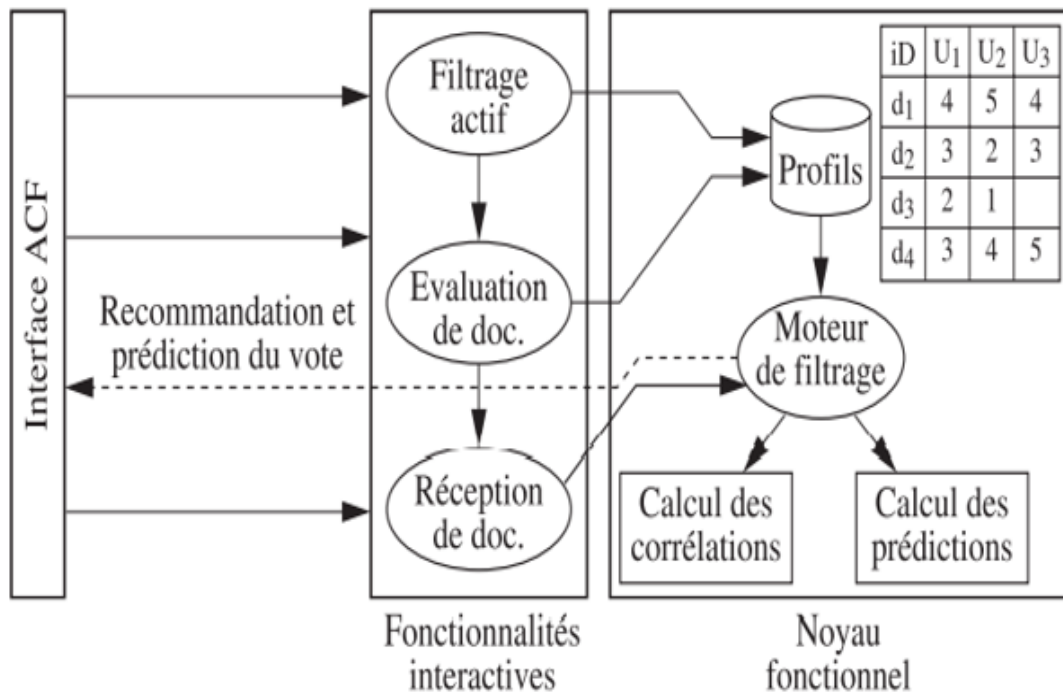 Interface ACF
Recommandation et
prédiction du vote
Filtrage
actif
Evaluation
de doc.
Réception
de doc.
Fonctionnalités
interactives
Profils
iD U1 U2 U3
d1 4 5 4
d2 3 2 3
d3 2 1
d4 3 4 5
Moteur
de filtrage
Calcul des
corrélations
Calcul des
prédictions
Noyau
fonctionnel